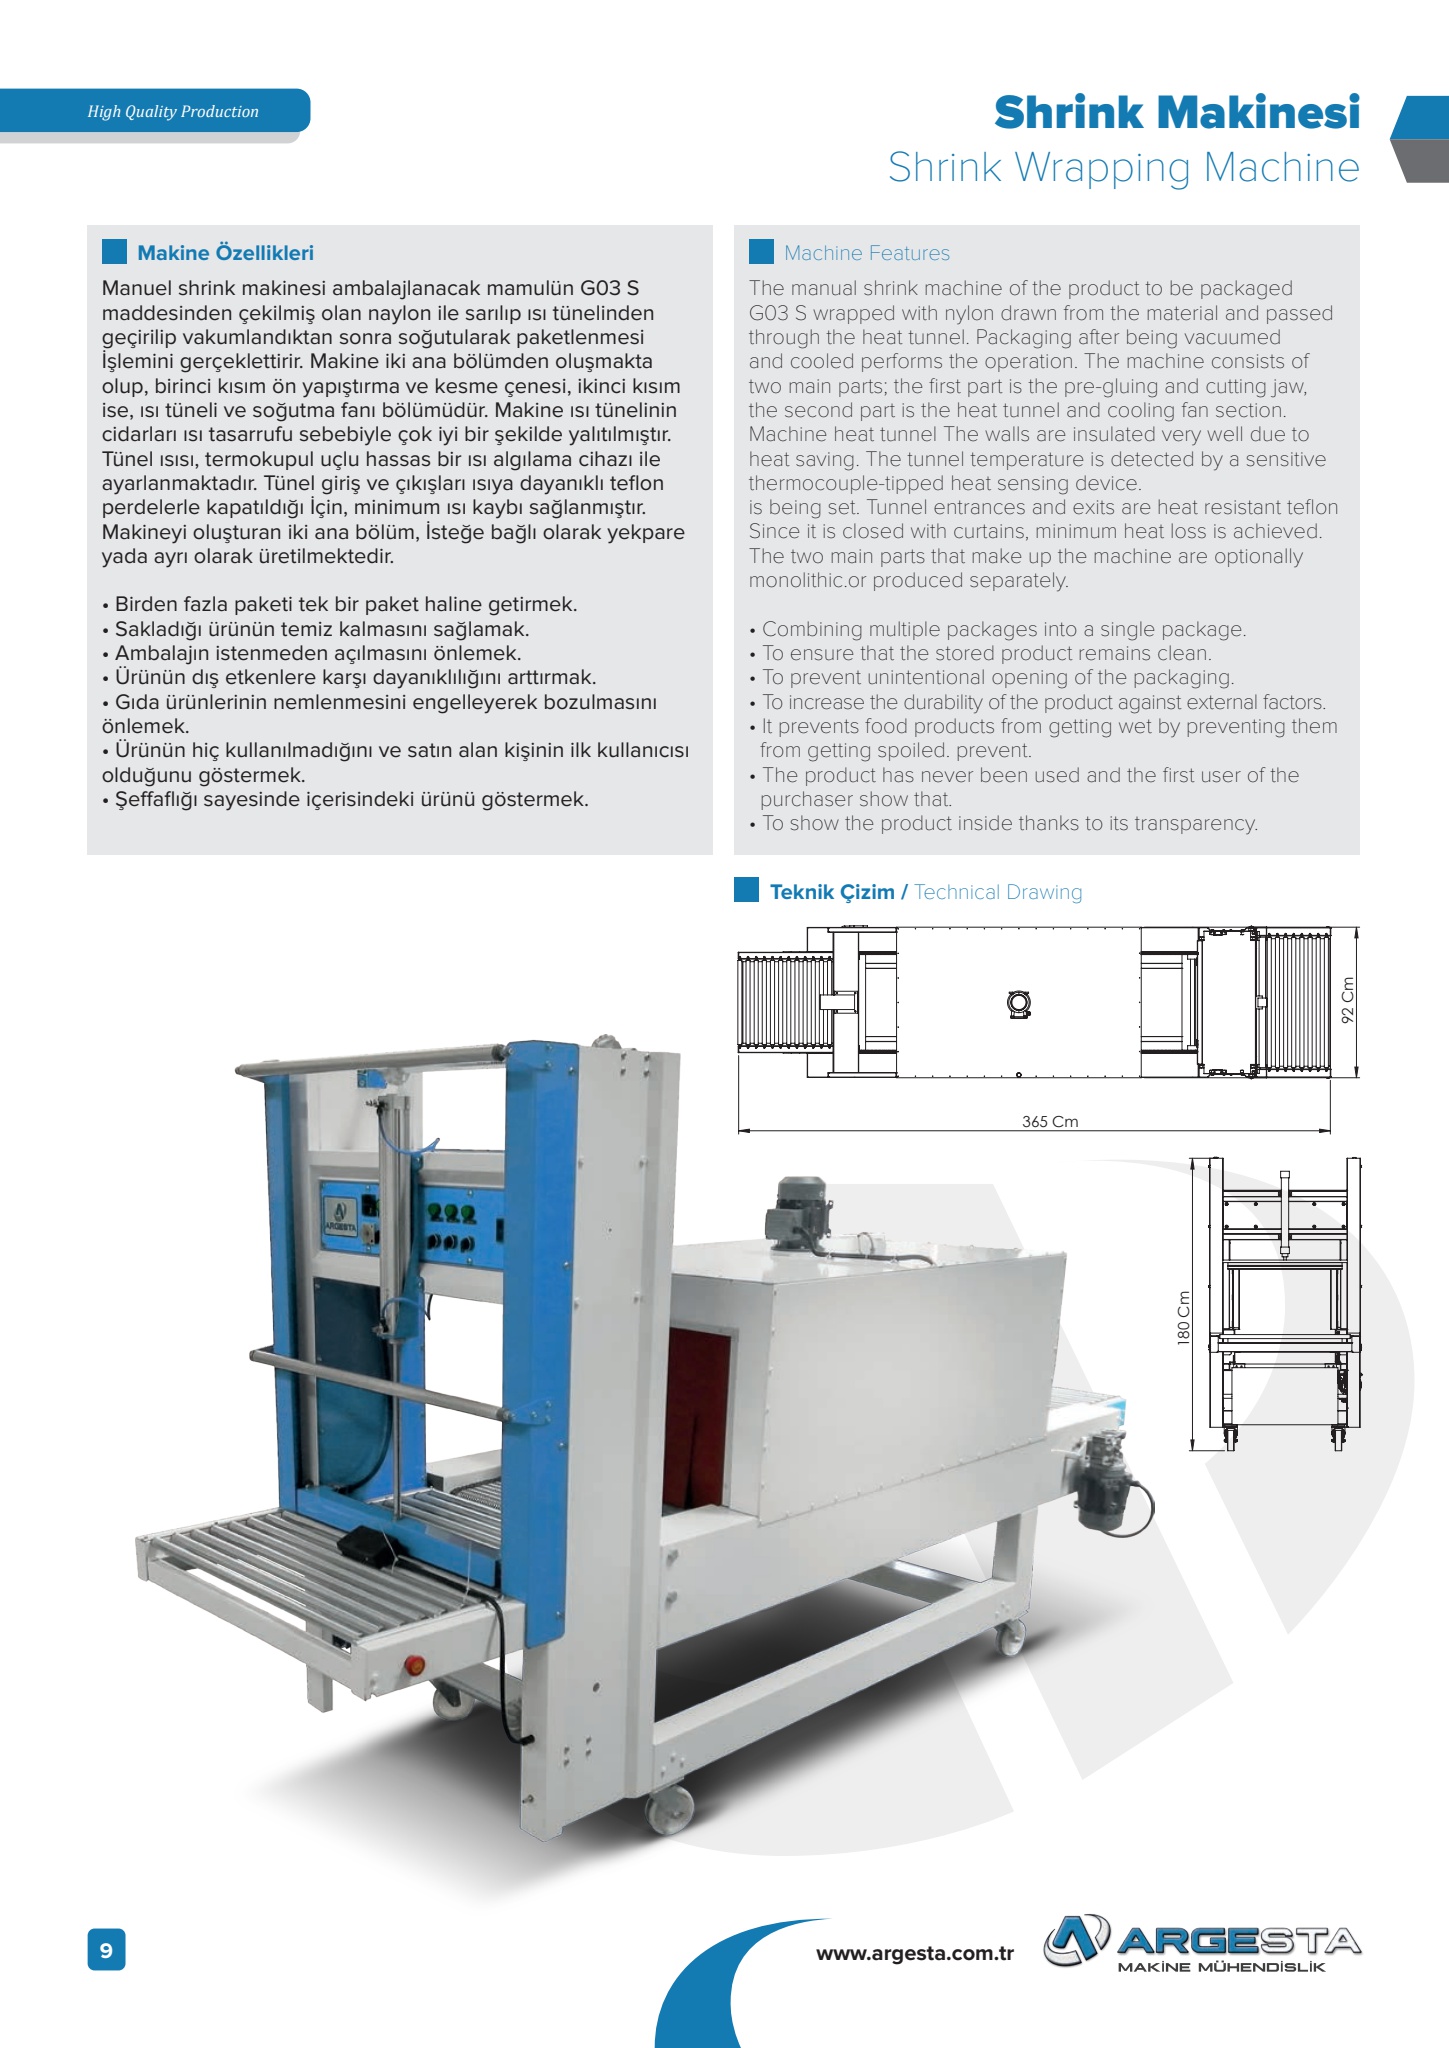 High Quality Production
Shrink Makinesi
Shrink Wrapping Machine
Makine Özellikleri
Manuel shrink makinesi ambalajlanacak mamulün G03 S
maddesinden çekilmiş olan naylon ile sarılıp ısı tünelinden
geçirilip vakumlandıktan sonra soğutularak paketlenmesi
İşlemini gerçeklettirir. Makine iki ana bölümden oluşmakta
olup, birinci kısım ön yapıştırma ve kesme çenesi, ikinci kısım
ise, ısı tüneli ve soğutma fanı bölümüdür. Makine ısı tünelinin
cidarları ısı tasarrufu sebebiyle çok iyi bir şekilde yalıtılmıştır.
Tünel ısısı, termokupul uçlu hassas bir ısı algılama cihazı ile
ayarlanmaktadır. Tünel giriş ve çıkışları ısıya dayanıklı teflon
perdelerle kapatıldığı İçin, minimum ısı kaybı sağlanmıştır.
Makineyi oluşturan iki ana bölüm, İsteğe bağlı olarak yekpare
yada ayrı olarak üretilmektedir.
• Birden fazla paketi tek bir paket haline getirmek.
• Sakladığı ürünün temiz kalmasını sağlamak.
• Ambalajın istenmeden açılmasını önlemek.
• Ürünün dış etkenlere karşı dayanıklılığını arttırmak.
• Gıda ürünlerinin nemlenmesini engelleyerek bozulmasını
önlemek.
• Ürünün hiç kullanılmadığını ve satın alan kişinin ilk kullanıcısı
olduğunu göstermek.
• Şeffaflığı sayesinde içerisindeki ürünü göstermek.
Machine Features
The manual shrink machine of the product to be packaged
G03 S wrapped with nylon drawn from the material and passed
through the heat tunnel. Packaging after being vacuumed
and cooled performs the operation. The machine consists of
two main parts; the first part is the pre-gluing and cutting jaw,
the second part is the heat tunnel and cooling fan section.
Machine heat tunnel The walls are insulated very well due to
heat saving. The tunnel temperature is detected by a sensitive
thermocouple-tipped heat sensing device.
is being set. Tunnel entrances and exits are heat resistant teflon
Since it is closed with curtains, minimum heat loss is achieved.
The two main parts that make up the machine are optionally
monolithic.or produced separately.
• Combining multiple packages into a single package.
• To ensure that the stored product remains clean.
• To prevent unintentional opening of the packaging.
• To increase the durability of the product against external factors.
• It prevents food products from getting wet by preventing them
from getting spoiled. prevent.
• The product has never been used and the first user of the
purchaser show that.
• To show the product inside thanks to its transparency.
Teknik Çizim / Technical Drawing
92 Cm
365 Cm
180 Cm
ARGESTA
9
www.argesta.com.tr
ARGESTA
MAKİNE MÜHENDİSLİK